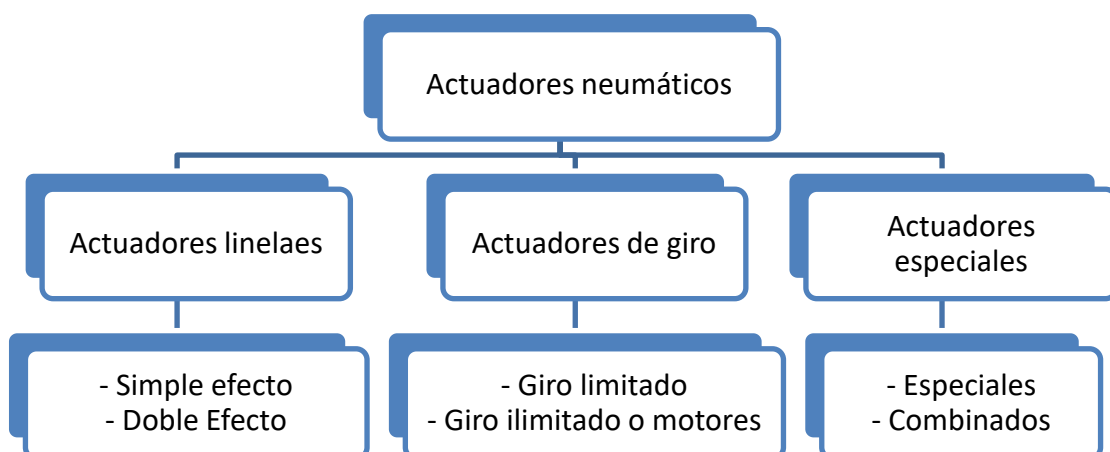 Actuadores neumáticos
Actuadores linelaes
Actuadores de giro
Actuadores
especiales
- Simple efecto
- Doble Efecto
- Giro limitado
- Giro ilimitado o motores
- Especiales
- Combinados